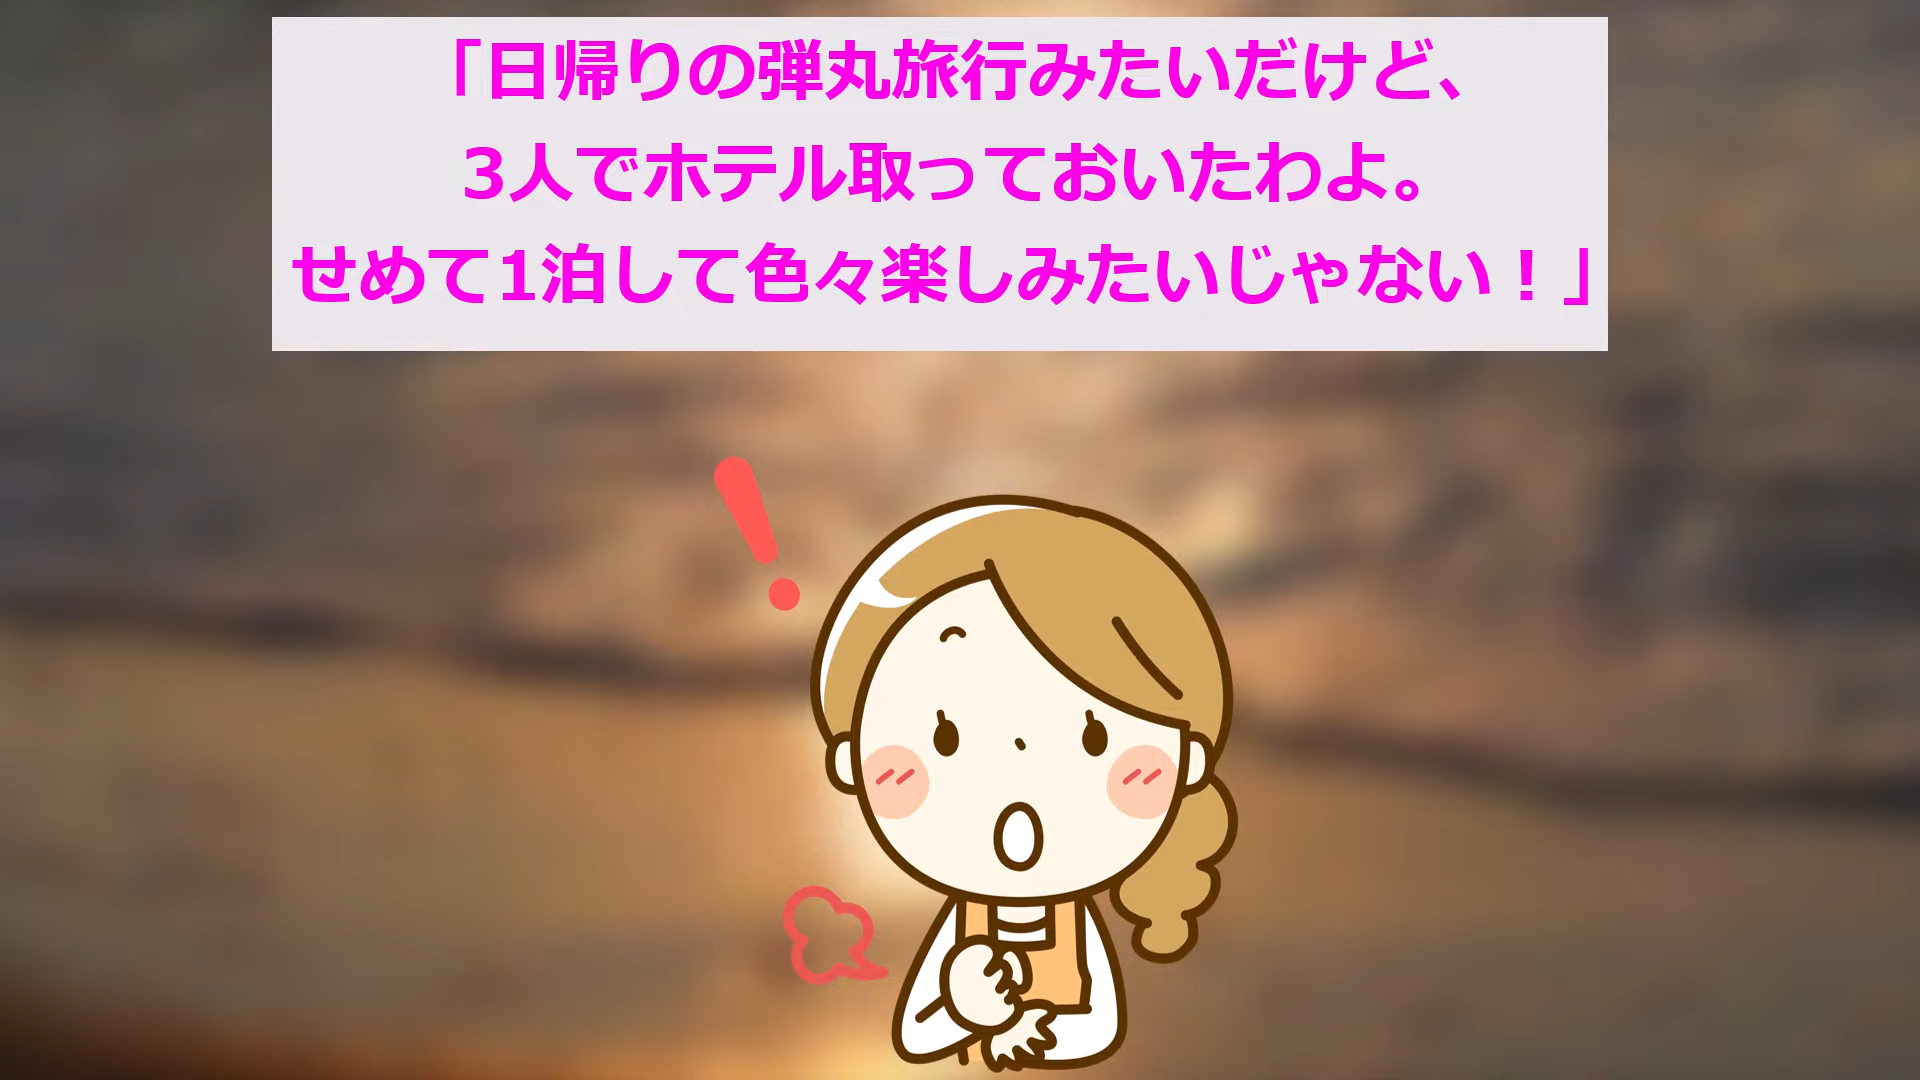 「日帰りの弾丸旅行みたいだけど、
3人でホテル取っておいたわよ。
せめて1泊して色々楽しみたいじゃない！」